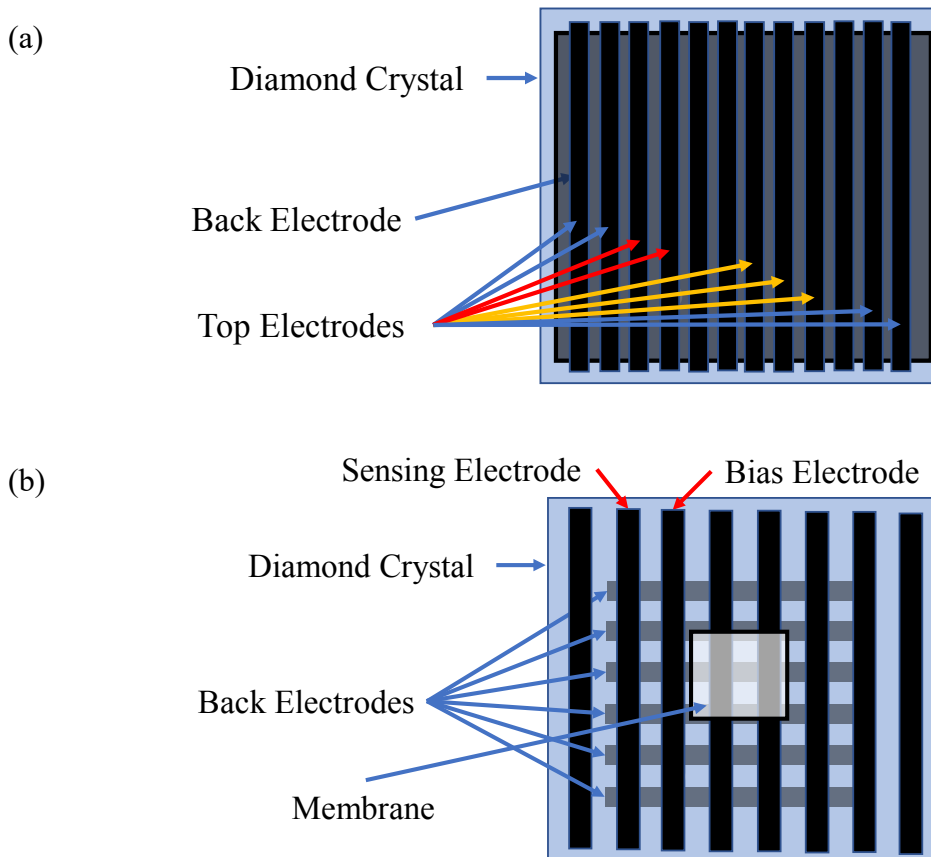 (a)
Diamond Crystal
Back Electrode
Top Electrodes
(b)
Sensing Electrode
Bias Electrode
Diamond Crystal
Back Electrodes
Membrane